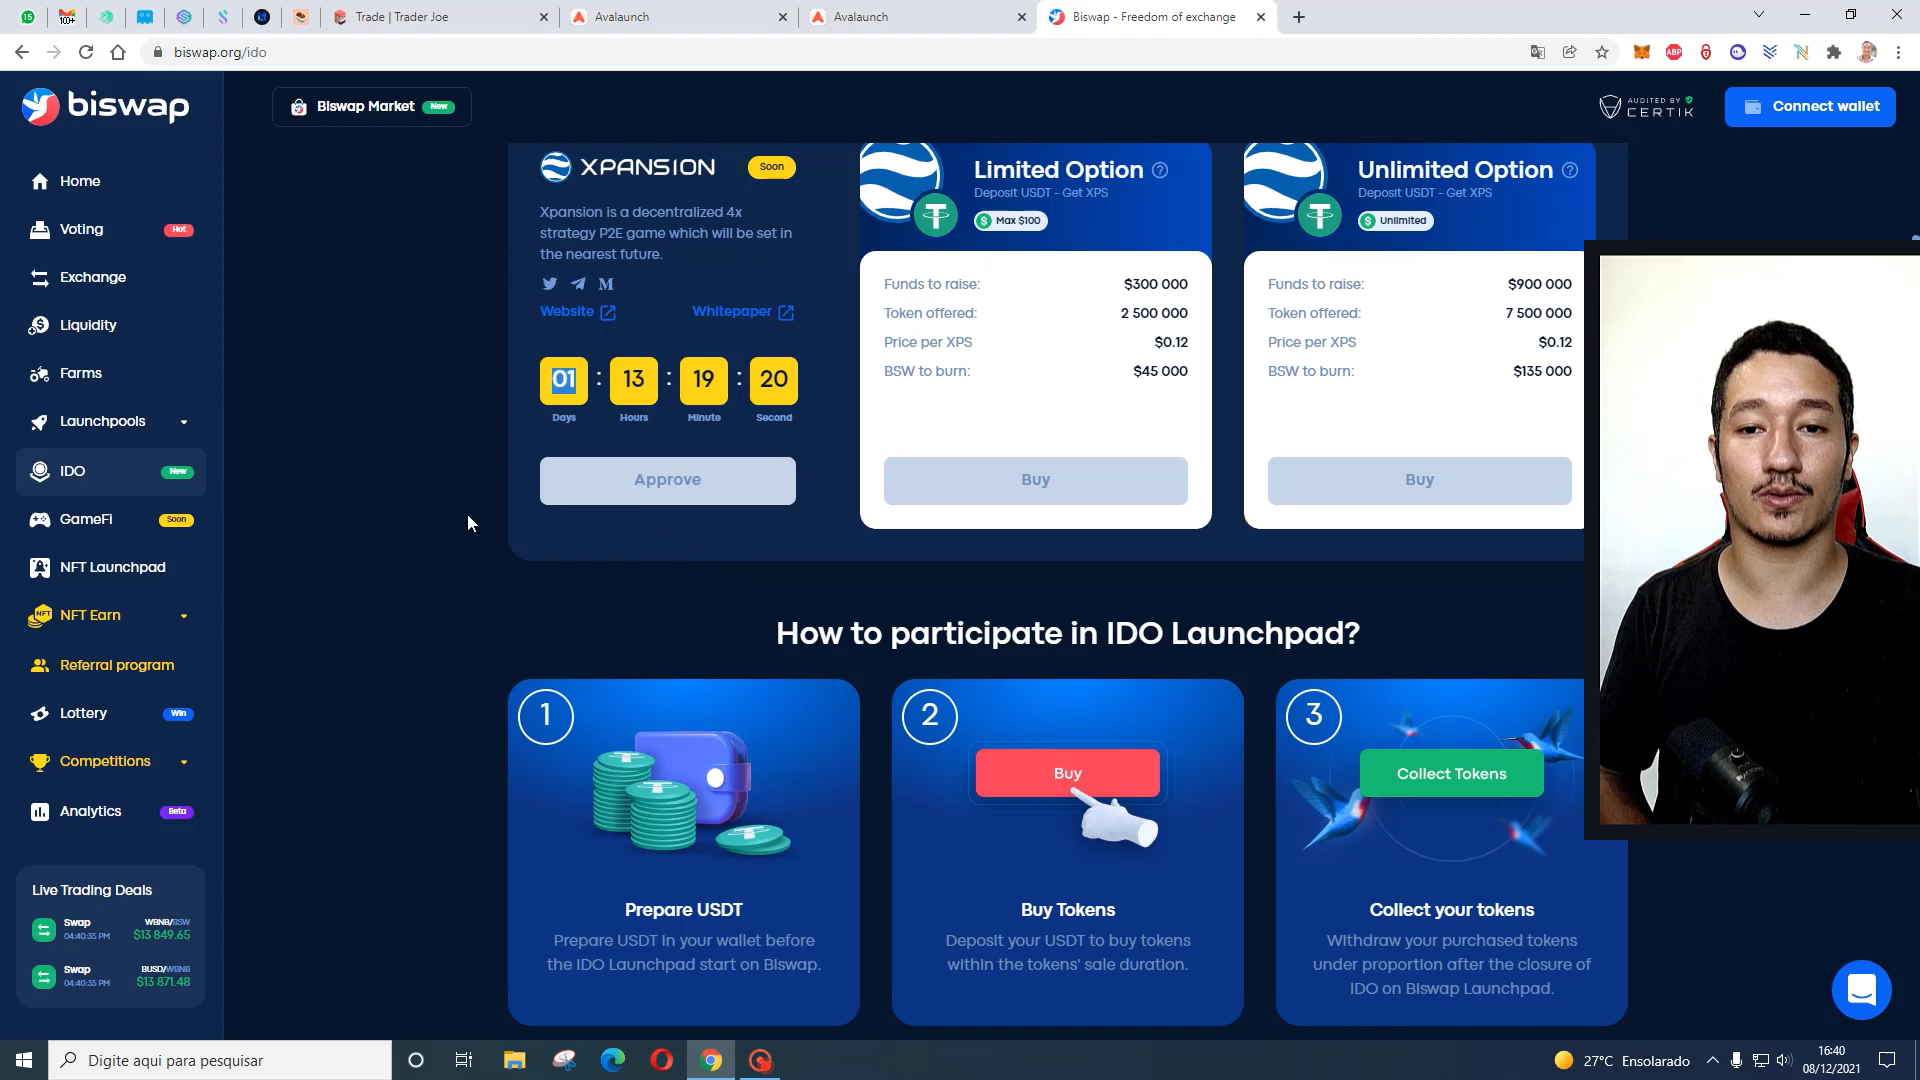 15
100+
Trade | Trader Joe
Avalaunch
Avalaunch
Biswap - Freedom of exchange
biswap.org/ido
ABP
biswap
Biswap Market New
AUDITED BY
CERTIK
Connect wallet
Home
Voting Hot
Exchange
Liquidity
Farms
Launchpools
IDO New
GameFi Soon
NFT Launchpad
NFT
NFT Earn
Referral program
Lottery Win
Competitions
Analytics Beta
Live Trading Deals
Swap WBNB/BSW
04:40:35 PM $13 849.65
Swap BUSD/WBNB
04:40:35 PM $13 871.48
XPANSION Soon
Xpansion is a decentralized 4x
strategy P2E game which will be set in
the nearest future.
Website
Whitepaper
01 : 13 : 19 : 20
Days Hours Minute Second
Approve
Limited Option
Deposit USDT - Get XPS
Max $100
Funds to raise: $300 000
Token offered: 2 500 000
Price per XPS $0.12
BSW to burn: $45 000
Buy
Unlimited Option
Deposit USDT - Get XPS
Unlimited
Funds to raise: $900 000
Token offered: 7 500 000
Price per XPS $0.12
BSW to burn: $135 000
Buy
How to participate in IDO Launchpad?
1
Prepare USDT
Prepare USDT in your wallet before
the IDO Launchpad start on Biswap.
2
Buy
Buy Tokens
Deposit your USDT to buy tokens
within the tokens' sale duration.
3
Collect Tokens
Collect your tokens
Withdraw your purchased tokens
under proportion after the closure of
IDO on Biswap Launchpad.
Digite aqui para pesquisar
27°C Ensolarado
16:40
08/12/2021